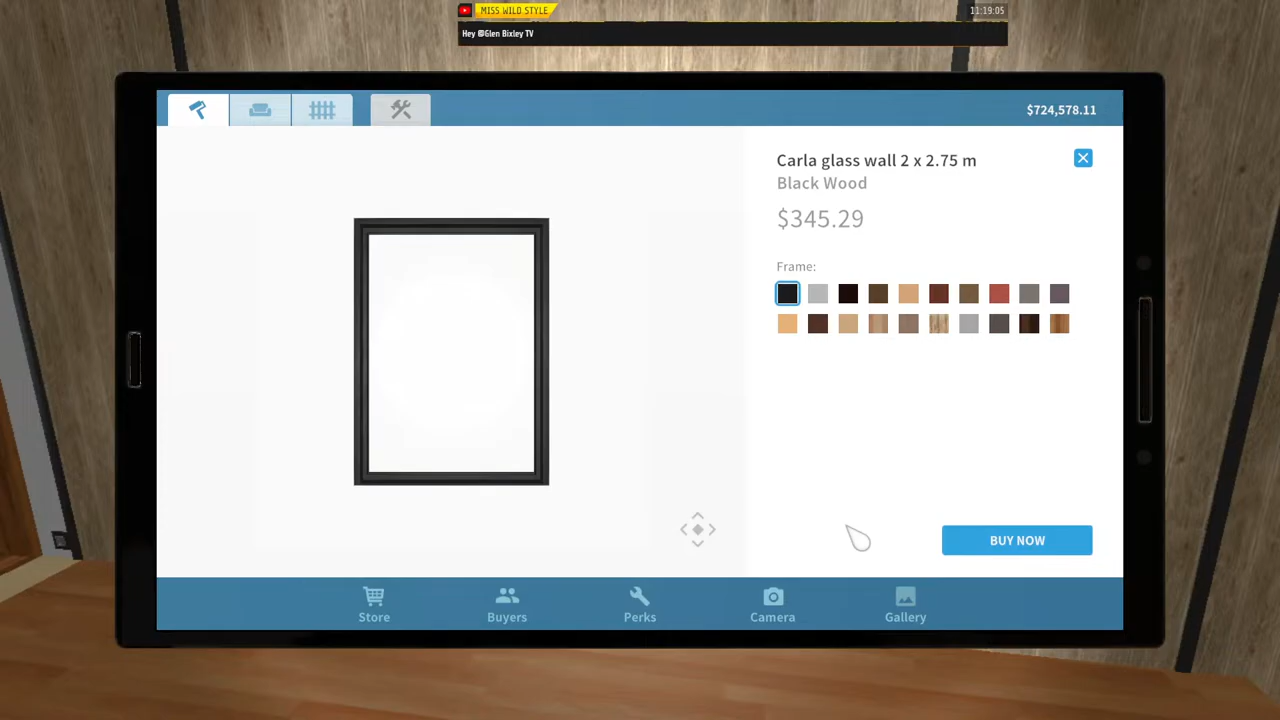 MISS WILD STYLE
11:19:05
Hey @Glen Bixley TV
$724,578.11
Carla glass wall 2 x 2.75 m
Black Wood
$345.29
Frame:
BUY NOW
Store
Buyers
Perks
Camera
Gallery